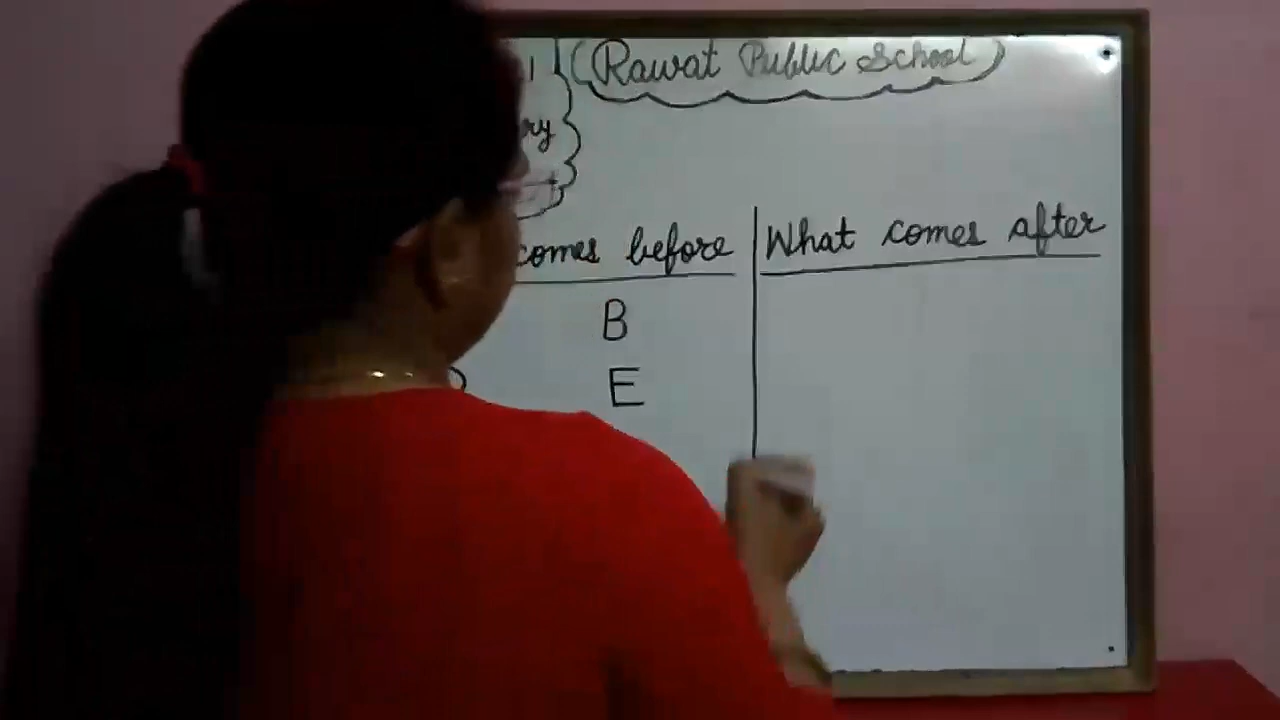 Rawat Public School
comes before
What comes after
B
E